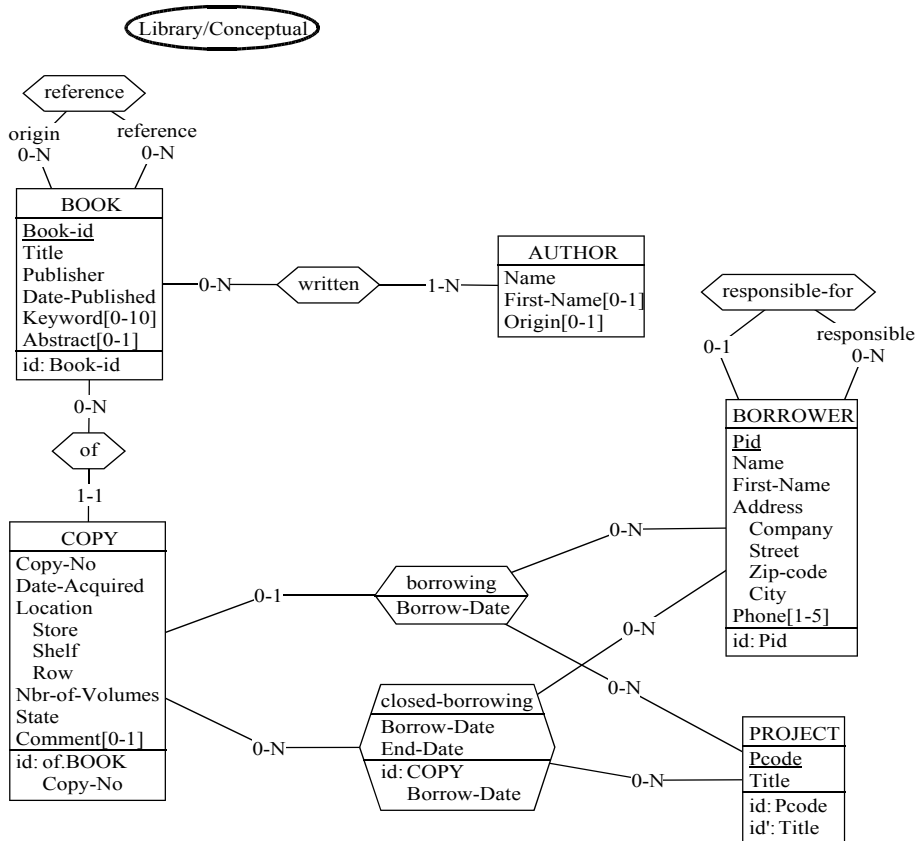 Library/Conceptual
reference
origin
0-N
reference
0-N
BOOK
Book-id
Title
Publisher
Date-Published
Keyword[0-10]
Abstract[0-1]
id: Book-id
0-N
written
1-N
AUTHOR
Name
First-Name[0-1]
Origin[0-1]
responsible-for
0-1
responsible
0-N
BORROWER
Pid
Name
First-Name
Address
Company
Street
Zip-code
City
Phone[1-5]
id: Pid
0-N
of
1-1
COPY
Copy-No
Date-Acquired
Location
Store
Shelf
Row
Nbr-of-Volumes
State
Comment[0-1]
id: of.BOOK
Copy-No
0-1
borrowing
Borrow-Date
0-N
0-N
0-N
closed-borrowing
Borrow-Date
End-Date
id: COPY
Borrow-Date
0-N
0-N
PROJECT
Pcode
Title
id: Pcode
id': Title